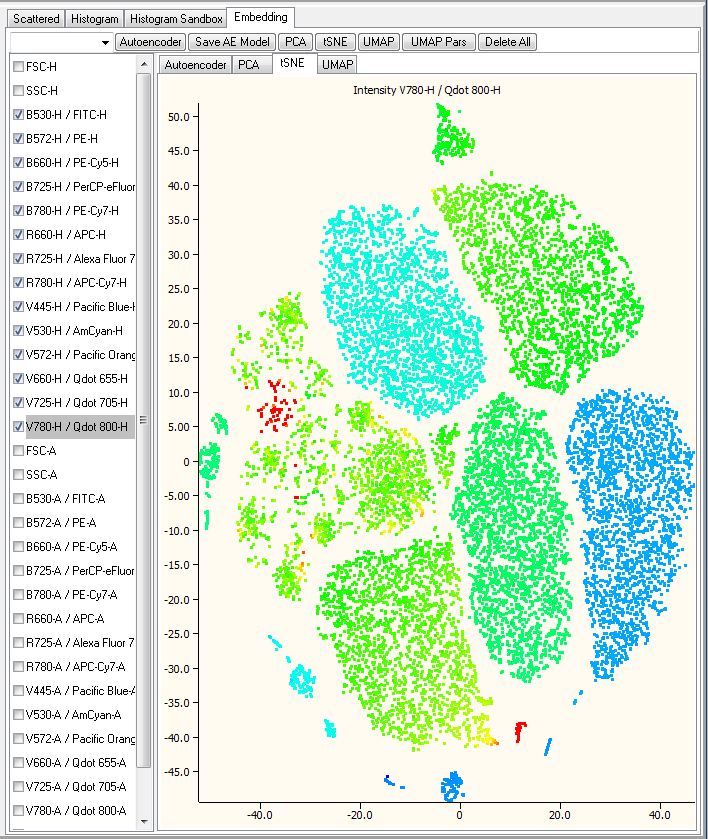 Scattered Histogram Histogram Sandbox Embedding
Autoencoder Save AE Model PCA tSNE UMAP UMAP Pars Delete All
Autoencoder PCA tSNE UMAP
FSC-H
SSC-H
B530-H / FITC-H
B572-H / PE-H
B660-H / PE-Cy5-H
B725-H / PerCP-eFluor
B780-H / PE-Cy7-H
R660-H / APC-H
R725-H / Alexa Fluor 7
R780-H / APC-Cy7-H
V445-H / Pacific Blue-H
V530-H / AmCyan-H
V572-H / Pacific Orang
V660-H / Qdot 655-H
V725-H / Qdot 705-H
V780-H / Qdot 800-H
FSC-A
SSC-A
B530-A / FITC-A
B572-A / PE-A
B660-A / PE-Cy5-A
B725-A / PerCP-eFluor
B780-A / PE-Cy7-A
R660-A / APC-A
R725-A / Alexa Fluor 7
R780-A / APC-Cy7-A
V445-A / Pacific Blue-A
V530-A / AmCyan-A
V572-A / Pacific Orang
V660-A / Qdot 655-A
V725-A / Qdot 705-A
V780-A / Qdot 800-A
Intensity V780-H / Qdot 800-H
50.0
45.0
40.0
35.0
30.0
25.0
20.0
15.0
10.0
5.00
0
-5.00
-10.0
-15.0
-20.0
-25.0
-30.0
-35.0
-40.0
-45.0
-40.0 -20.0 0 20.0 40.0